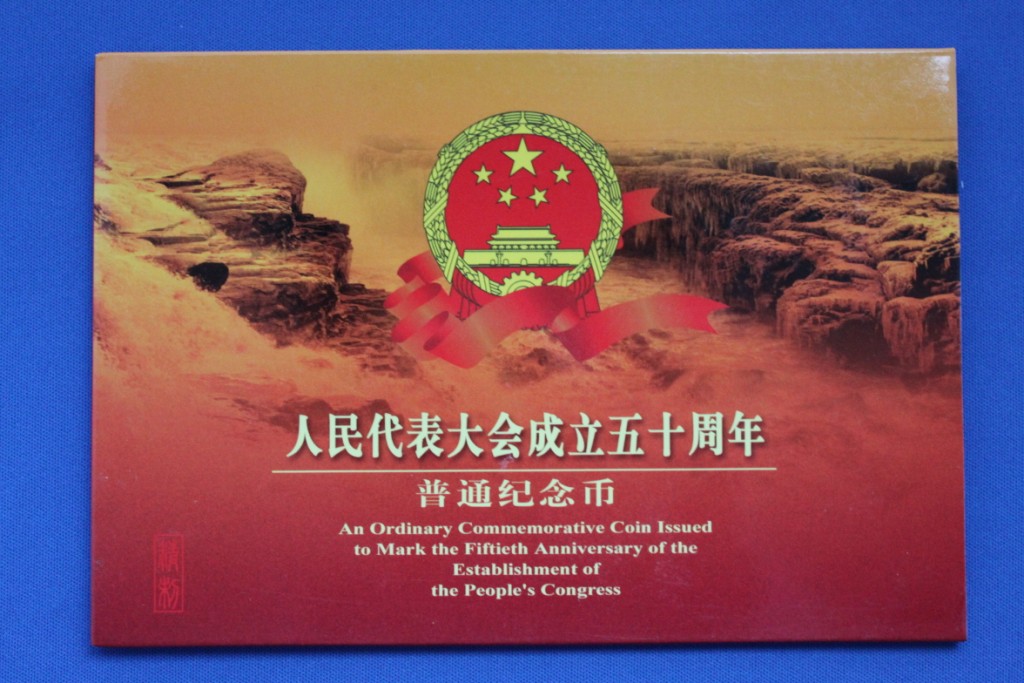 人民代表大会成立五十周年
普通纪念币
An Ordinary Commemorative Coin Issued
to Mark the Fiftieth Anniversary of the
Establishment of
the People's Congress